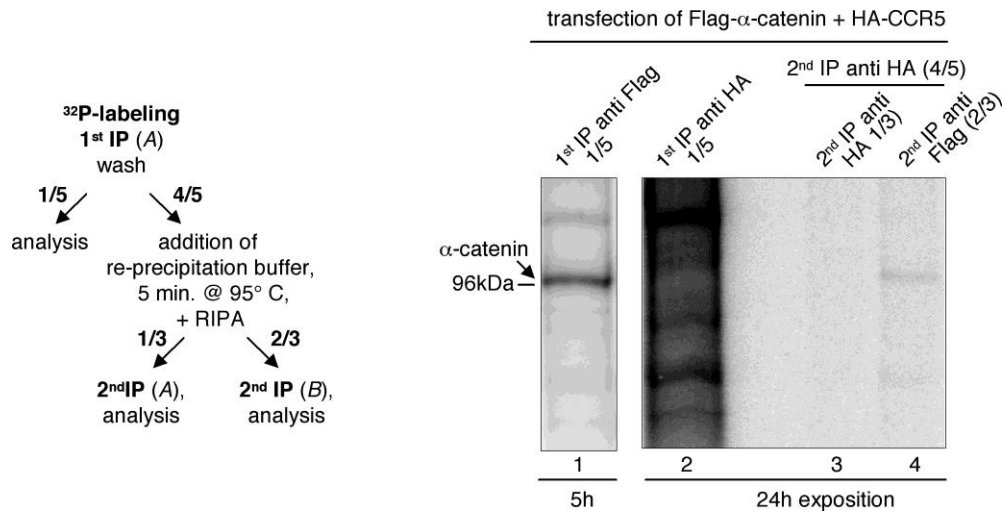 ³²P-labeling
1ˢᵗ IP (A)
wash
1/5 4/5
analysis
addition of
re-precipitation buffer,
5 min. @ 95° C,
+ RIPA
1/3 2/3
2ⁿᵈIP (A),
analysis
2ⁿᵈ IP (B),
analysis
transfection of Flag-α-catenin + HA-CCR5
1ˢᵗ IP anti Flag
1/5
1ˢᵗ IP anti HA
1/5
2ⁿᵈ IP anti HA (4/5)
2ⁿᵈ IP anti
HA 1/3)
2ⁿᵈ IP anti
Flag (2/3)
α-catenin
96kDa
1 2 3 4
5h 24h exposition